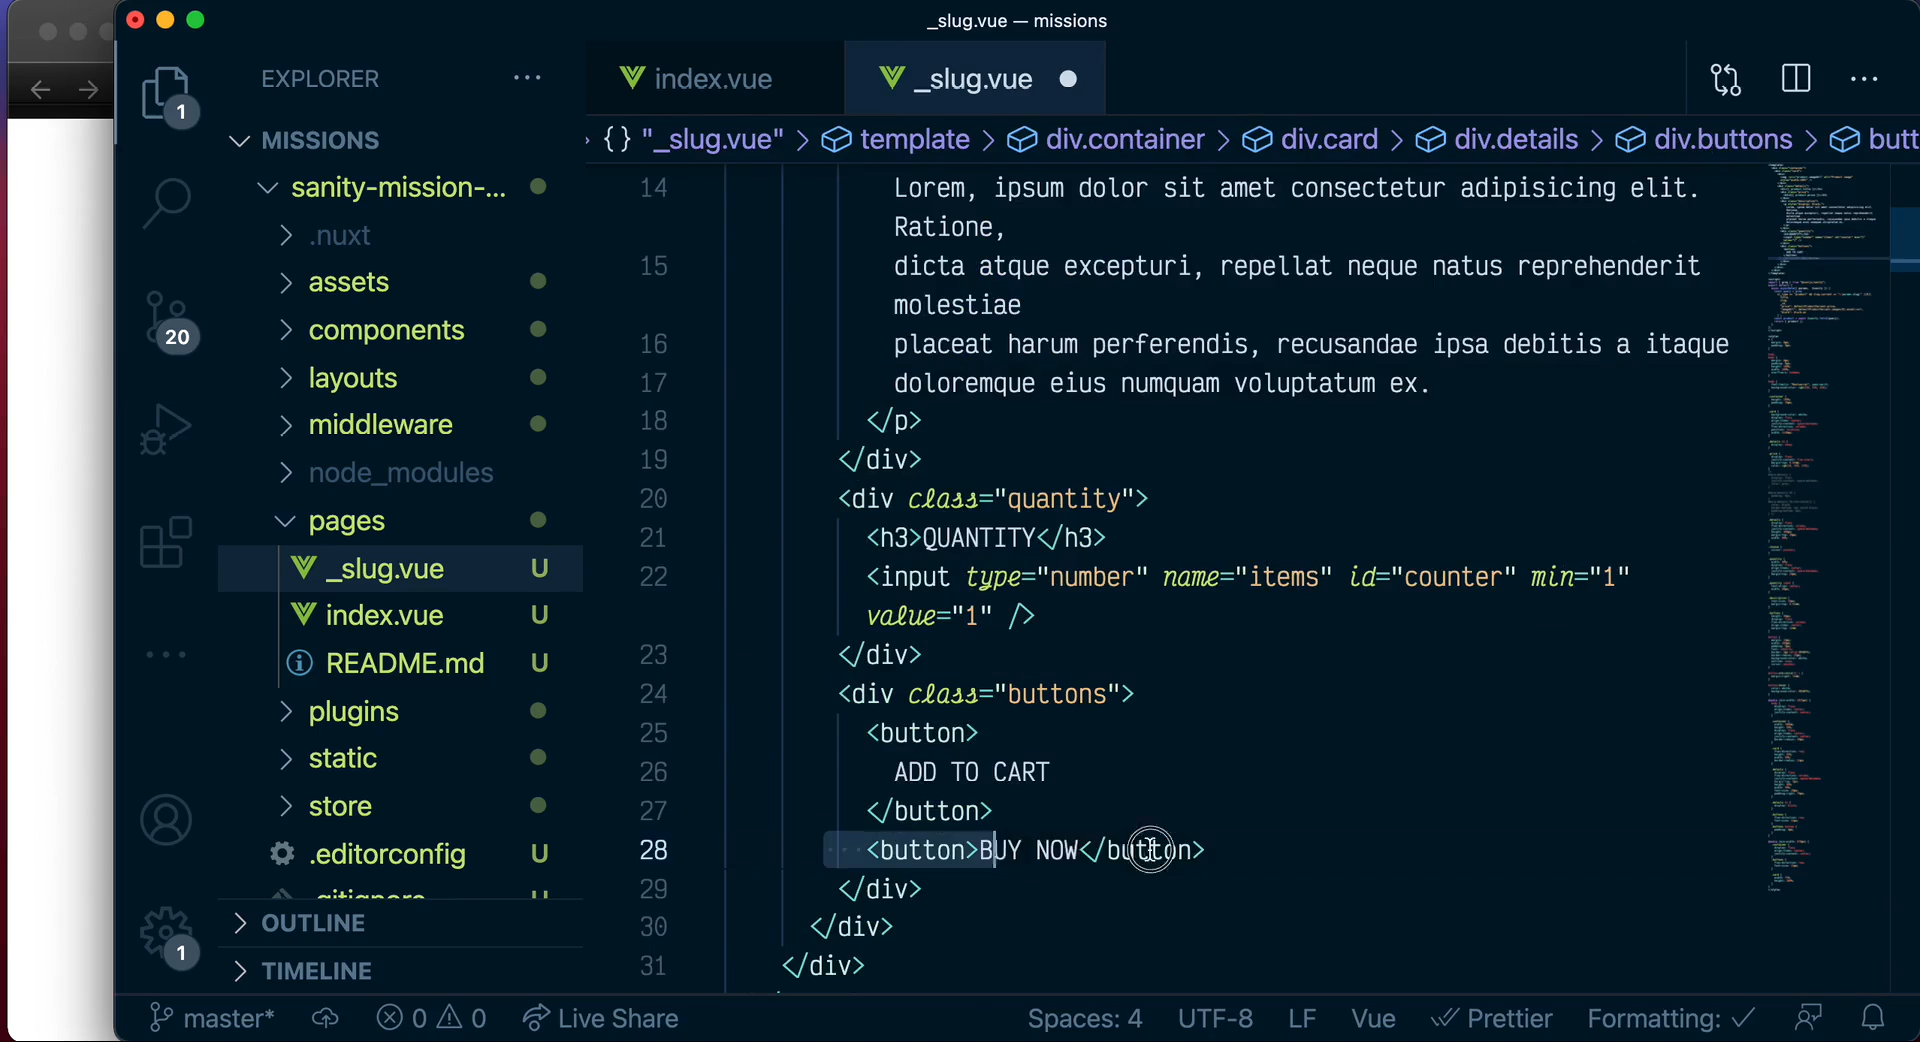 _slug.vue — missions
EXPLORER
index.vue
_slug.vue
1
MISSIONS
{} "_slug.vue" > template > div.container > div.card > div.details > div.buttons > butt
sanity-mission-...
.nuxt
assets
components
layouts
middleware
node_modules
pages
_slug.vue U
index.vue U
README.md U
plugins
static
store
.editorconfig
.gitignore U
OUTLINE
TIMELINE
20
1
14 Lorem, ipsum dolor sit amet consectetur adipisicing elit.
Ratione,
15 dicta atque excepturi, repellat neque natus reprehenderit
molestiae
16 placeat harum perferendis, recusandae ipsa debitis a itaque
17 doloremque eius numquam voluptatum ex.
18 </p>
19 </div>
20 <div class="quantity">
21 <h3>QUANTITY</h3>
22 <input type="number" name="items" id="counter" min="1"
value="1" />
23 </div>
24 <div class="buttons">
25 <button>
26 ADD TO CART
27 </button>
28 <button>BUY NOW</button>
29 </div>
30 </div>
31 </div>
master* 0 0 Live Share
Spaces: 4 UTF-8 LF Vue Prettier Formatting: ✓